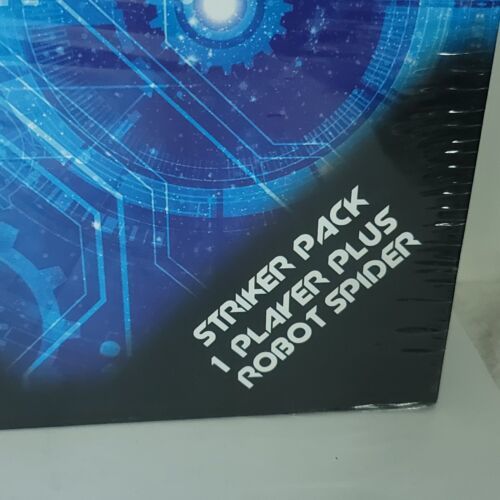 STRIKER PACK
1 PLAYER PLUS
ROBOT SPIDER